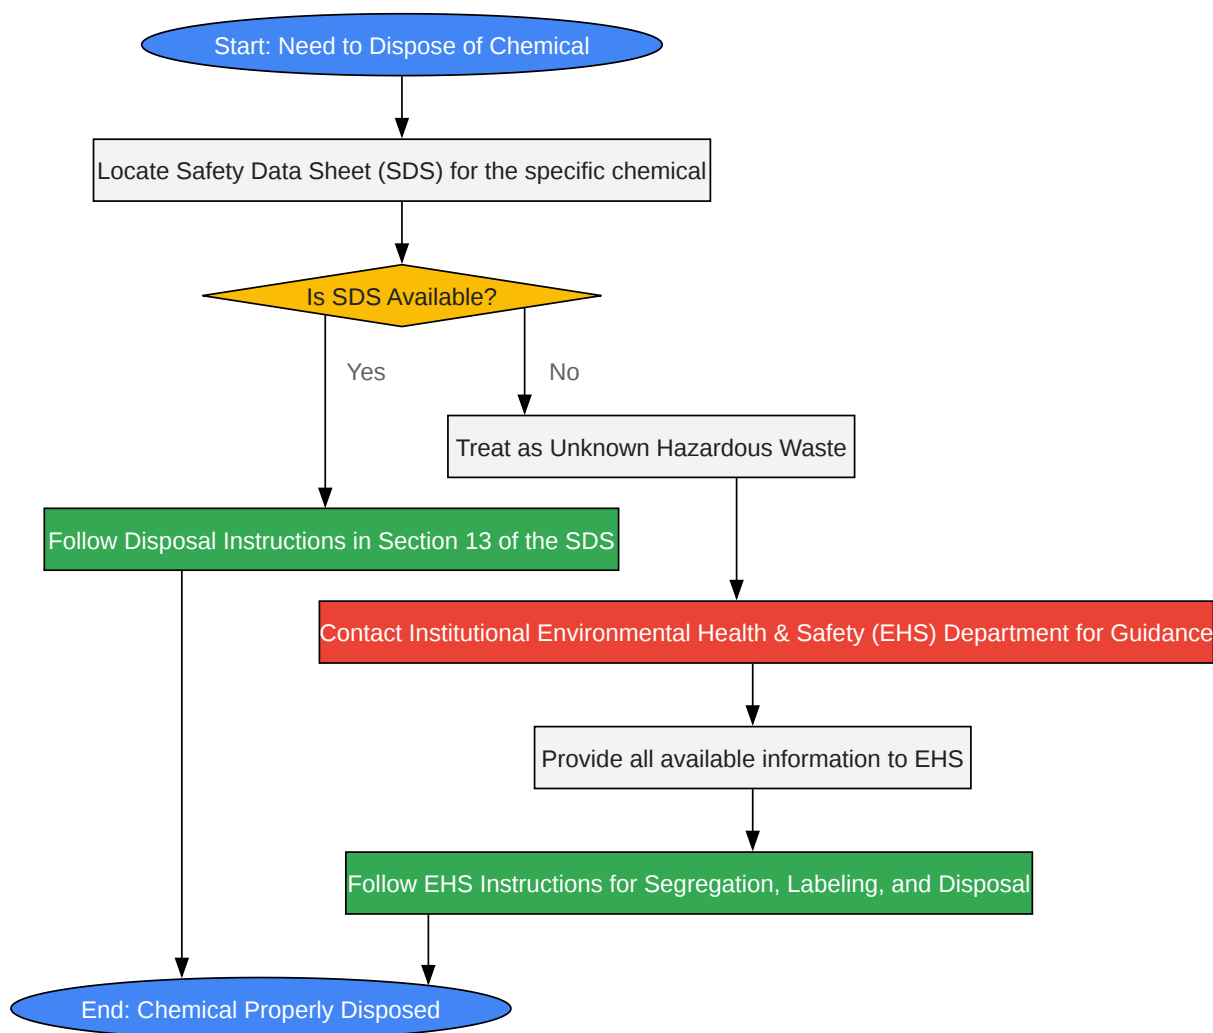 Start: Need to Dispose of Chemical
Locate Safety Data Sheet (SDS) for the specific chemical
Is SDS Available?
Yes
No
Treat as Unknown Hazardous Waste
Follow Disposal Instructions in Section 13 of the SDS
Contact Institutional Environmental Health & Safety (EHS) Department for Guidance
Provide all available information to EHS
Follow EHS Instructions for Segregation, Labeling, and Disposal
End: Chemical Properly Disposed